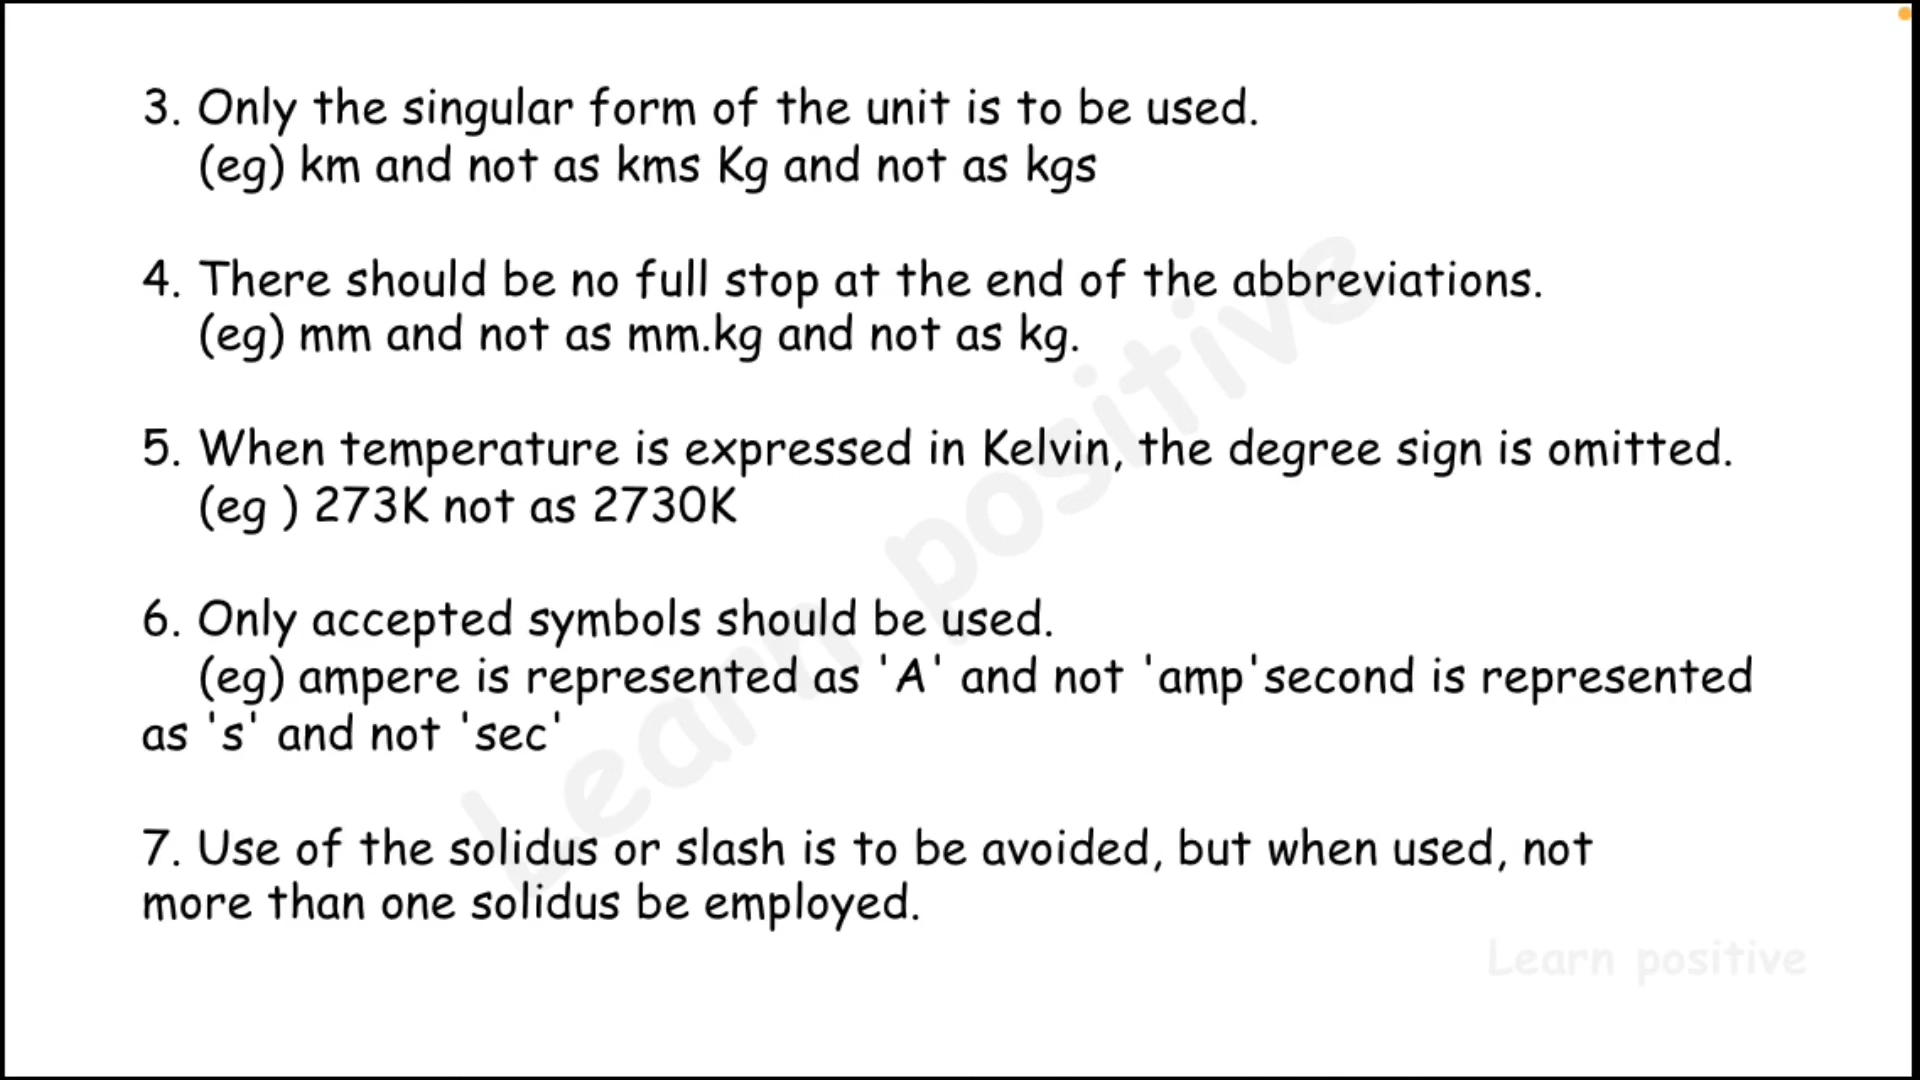 3. Only the singular form of the unit is to be used.
(eg) km and not as kms Kg and not as kgs
4. There should be no full stop at the end of the abbreviations.
(eg) mm and not as mm.kg and not as kg.
5. When temperature is expressed in Kelvin, the degree sign is omitted.
(eg ) 273K not as 2730K
6. Only accepted symbols should be used.
(eg) ampere is represented as 'A' and not 'amp'second is represented
as 's' and not 'sec'
7. Use of the solidus or slash is to be avoided, but when used, not
more than one solidus be employed.
Learn positive
Learn positive